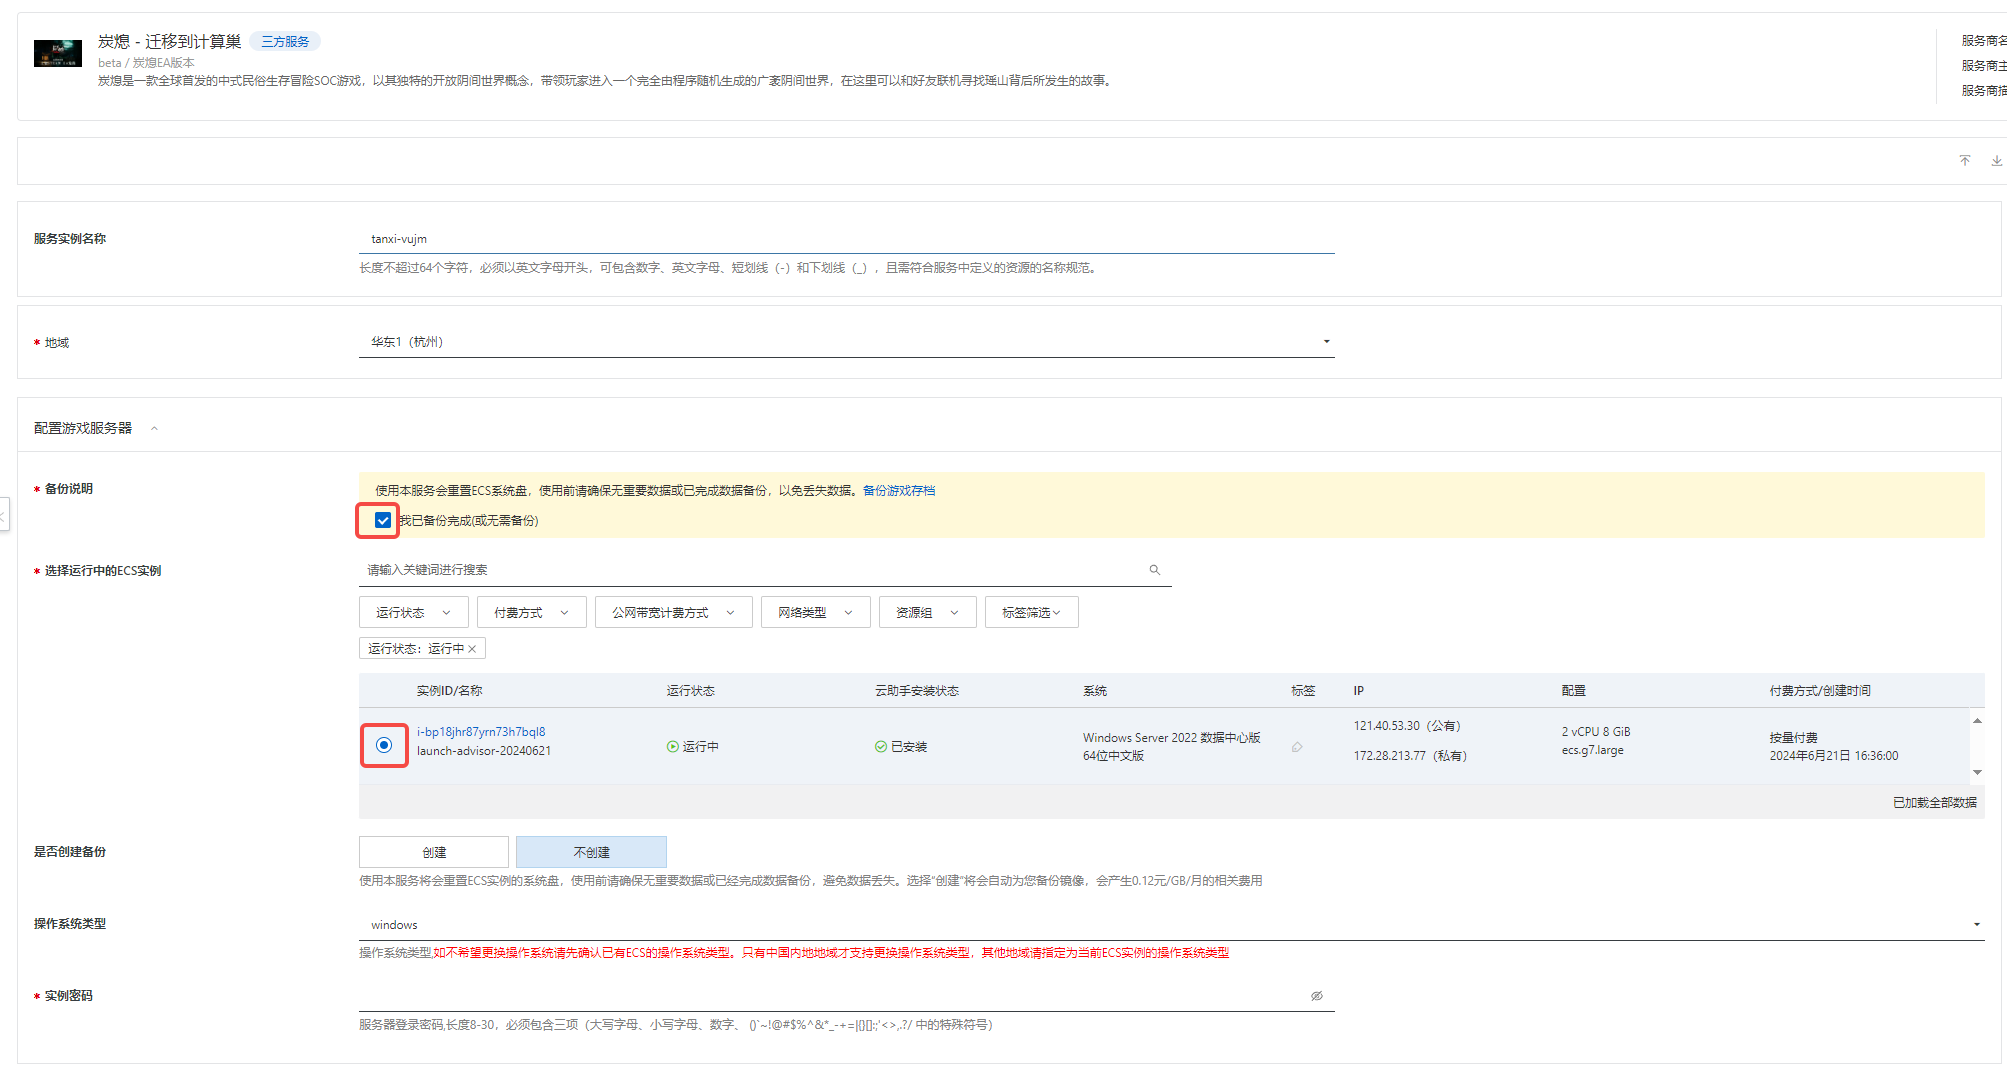 炭熄 - 迁移到计算巢 三方服务
beta / 炭熄EA版本
炭熄是一款全球首发的中式民俗生存冒险SOC游戏，以其独特的开放阴间世界概念，带领玩家进入一个完全由程序随机生成的广袤阴间世界，在这里可以和好友联机寻找瑶山背后所发生的故事。
服务商名
服务商主
服务商描
服务实例名称
tanxi-vujm
长度不超过64个字符，必须以英文字母开头，可包含数字、英文字母、短划线（-）和下划线（_），且需符合服务中定义的资源的名称规范。
* 地域
华东1（杭州）
配置游戏服务器
* 备份说明
使用本服务会重置ECS系统盘，使用前请确保无重要数据或已完成数据备份，以免丢失数据。备份游戏存档
我已备份完成(或无需备份)
* 选择运行中的ECS实例
请输入关键词进行搜索
运行状态 付费方式 公网带宽计费方式 网络类型 资源组 标签筛选
运行状态：运行中
实例ID/名称 运行状态 云助手安装状态 系统 标签 IP 配置 付费方式/创建时间
i-bp18jhr87yrn73h7bql8
launch-advisor-20240621
运行中
已安装
Windows Server 2022 数据中心版
64位中文版
121.40.53.30（公有）
172.28.213.77（私有）
2 vCPU 8 GiB
ecs.g7.large
按量付费
2024年6月21日 16:36:00
已加载全部数据
是否创建备份
创建 不创建
使用本服务将会重置ECS实例的系统盘，使用前请确保无重要数据或已经完成数据备份，避免数据丢失。选择“创建”将会自动为您备份镜像，会产生0.12元/GB/月的相关费用
操作系统类型
windows
操作系统类型,如不希望更换操作系统请先确认已有ECS的操作系统类型。只有中国内地地域才支持更换操作系统类型，其他地域请指定为当前ECS实例的操作系统类型
* 实例密码
服务器登录密码,长度8-30，必须包含三项（大写字母、小写字母、数字、 ()`~!@#$%^&*_-+=|{}[]:;'<>,.?/ 中的特殊符号）